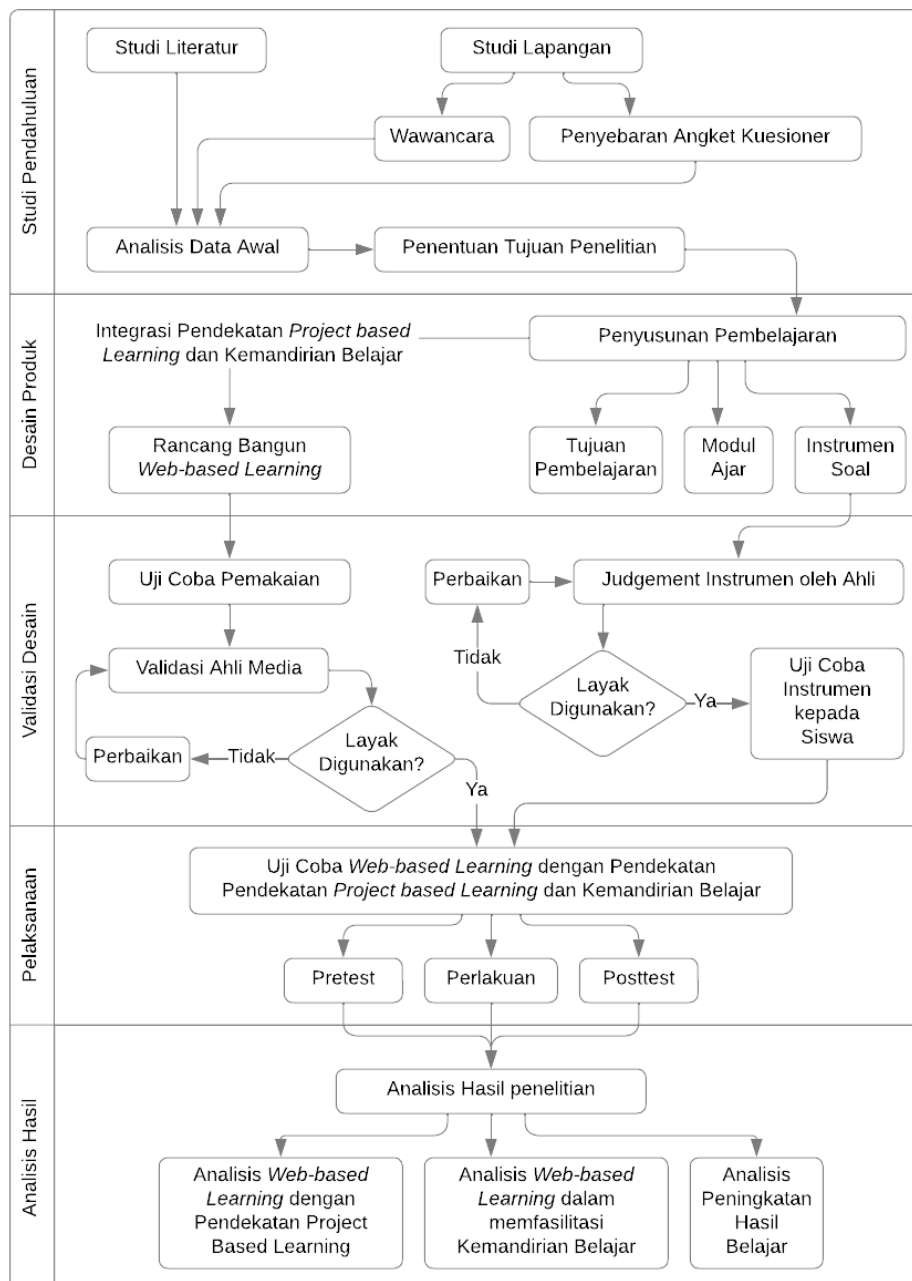 Studi Pendahuluan
Studi Literatur
Studi Lapangan
Wawancara
Penyebaran Angket Kuesioner
Analisis Data Awal
Penentuan Tujuan Penelitian
Desain Produk
Integrasi Pendekatan Project based
Learning dan Kemandirian Belajar
Penyusunan Pembelajaran
Rancang Bangun
Web-based Learning
Tujuan
Pembelajaran
Modul
Ajar
Instrumen
Soal
Validasi Desain
Uji Coba Pemakaian
Perbaikan
Judgement Instrumen oleh Ahli
Validasi Ahli Media
Tidak
Layak
Digunakan?
Ya
Uji Coba
Instrumen
kepada
Siswa
Perbaikan
Tidak
Layak
Digunakan?
Ya
Pelaksanaan
Uji Coba Web-based Learning dengan Pendekatan
Pendekatan Project based Learning dan Kemandirian Belajar
Pretest
Perlakuan
Posttest
Analisis Hasil
Analisis Hasil penelitian
Analisis Web-based
Learning dengan
Pendekatan Project
Based Learning
Analisis Web-based
Learning dalam
memfasilitasi
Kemandirian Belajar
Analisis
Peningkatan
Hasil
Belajar